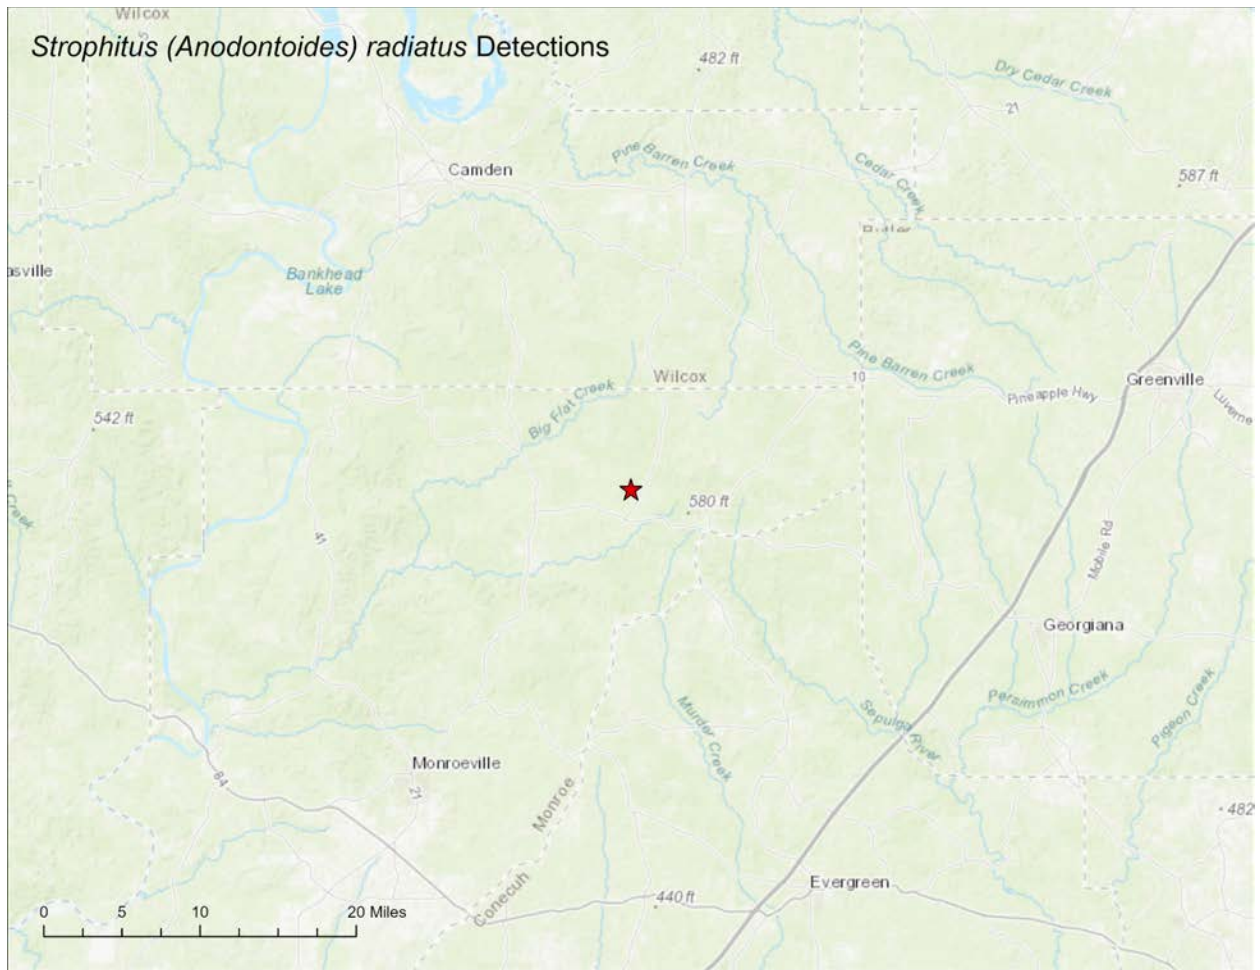 Wilcox
Strophitus (Anodontoides) radiatus Detections
5
482 ft
Dry Cedar Creek
21
Pine Barren Creek
Camden
Cedar Creek
587 ft
asville
Bankhead
Lake
Pine Barren Creek
Wilcox
10
Greenville
Pineapple Hwy
Big Flat Creek
Luverne
542 ft
580 ft
Creek
41
Mobile Rd
Georgiana
Persimmon Creek
Pigeon Creek
Sepulga River
Murder Creek
Monroeville
84
21
Monroe
482
Evergreen
Conecuh
440 ft
0 5 10 20 Miles